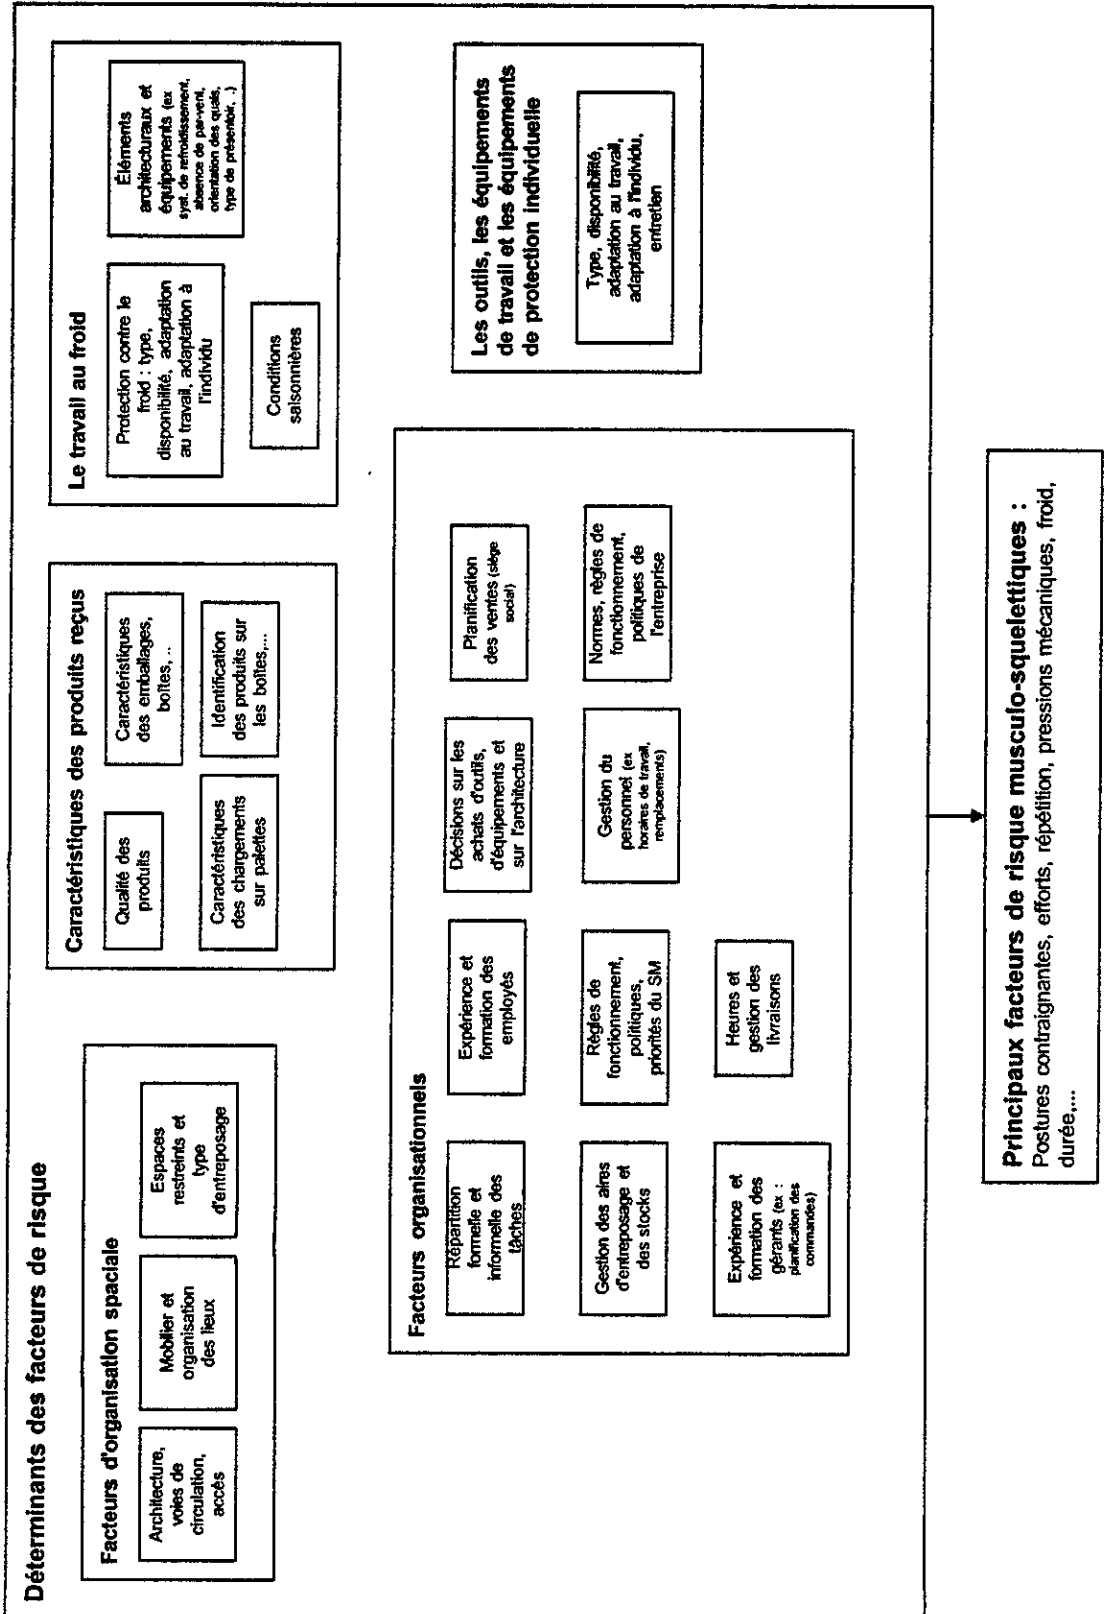 Déterminants des facteurs de risque
Facteurs d'organisation spaciale
Architecture,
voies de
circulation,
accès
Mobilier et
organisation
des lieux
Espaces
restreints et
type
d'entreposage
Caractéristiques des produits reçus
Qualité des
produits
Caractéristiques
des emballages,
boîtes,...
Caractéristiques
des chargements
sur palettes
Identification
des produits sur
les boîtes,...
Le travail au froid
Protection contre le
froid : type,
disponibilité, adaptation
au travail, adaptation à
l'individu
Éléments
architecturaux et
équipements (ex
syst. de refroidissement,
absence de par-vent,
orientation des quais,
type de présentoir, ..)
Conditions
saisonnières
Facteurs organisationnels
Répartition
formelle et
informelle des
tâches
Expérience et
formation des
employés
Décisions sur les
achats d'outils,
d'équipements et
sur l'architecture
Planification
des ventes (siège
social)
Gestion des aires
d'entreposage et
des stocks
Règles de
fonctionnement,
politiques,
priorités du SM
Gestion du
personnel (ex
horaires de travail,
remplacements)
Normes, règles de
fonctionnement,
politiques de
l'entreprise
Expérience et
formation des
gérants (ex :
planification des
commandes)
Heures et
gestion des
livraisons
Les outils, les équipements
de travail et les équipements
de protection individuelle
Type, disponibilité,
adaptation au travail,
adaptation à l'individu,
entretien
Principaux facteurs de risque musculo-squelettiques :
Postures contraignantes, efforts, répétition, pressions mécaniques, froid,
durée,...